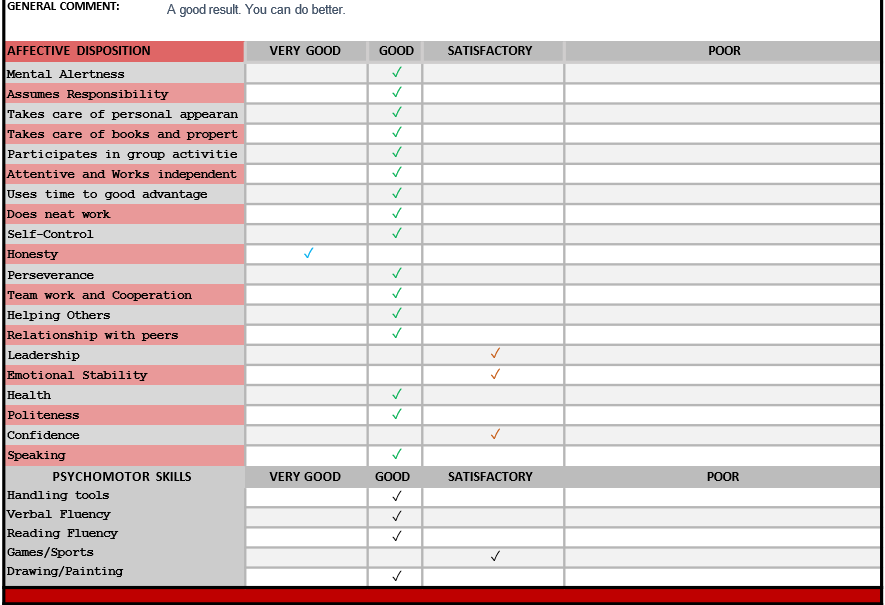 GENERAL COMMENT: A good result. You can do better.
AFFECTIVE DISPOSITION VERY GOOD GOOD SATISFACTORY POOR
Mental Alertness ✓
Assumes Responsibility ✓
Takes care of personal appearan ✓
Takes care of books and propert ✓
Participates in group activitie ✓
Attentive and Works independent ✓
Uses time to good advantage ✓
Does neat work ✓
Self-Control ✓
Honesty ✓
Perseverance ✓
Team work and Cooperation ✓
Helping Others ✓
Relationship with peers ✓
Leadership ✓
Emotional Stability ✓
Health ✓
Politeness ✓
Confidence ✓
Speaking ✓
PSYCHOMOTOR SKILLS VERY GOOD GOOD SATISFACTORY POOR
Handling tools ✓
Verbal Fluency ✓
Reading Fluency ✓
Games/Sports ✓
Drawing/Painting ✓